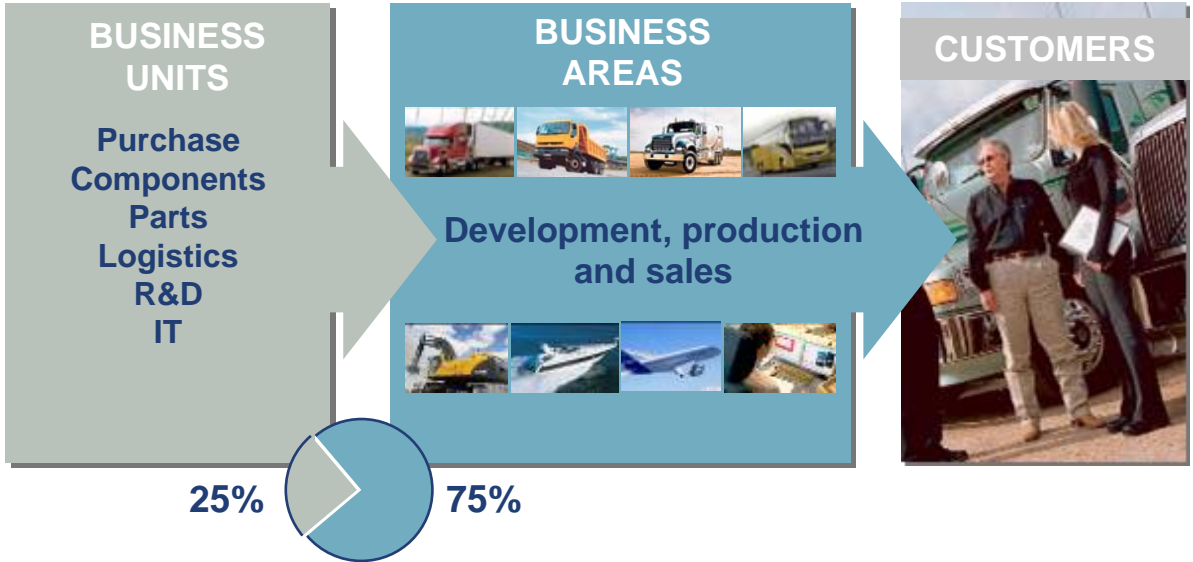 BUSINESS
UNITS
Purchase
Components
Parts
Logistics
R&D
IT
BUSINESS
AREAS
Development, production
and sales
CUSTOMERS
25%
75%